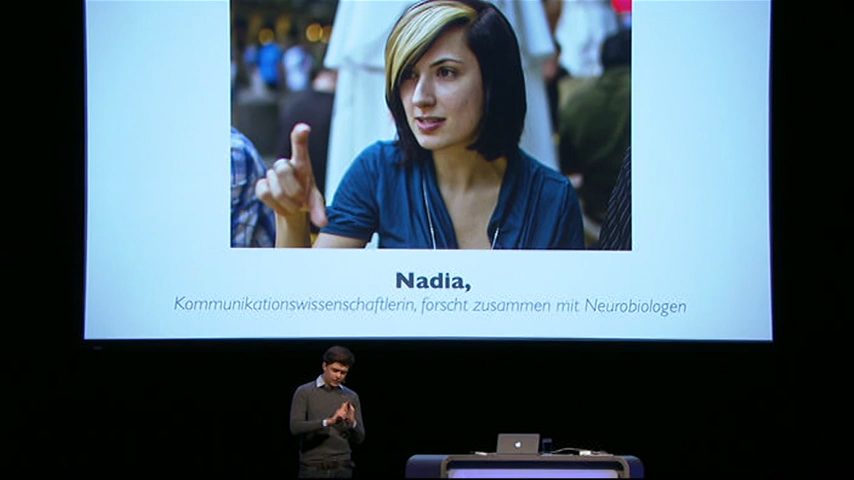 Nadia,
Kommunikationswissenschaftlerin, forscht zusammen mit Neurobiologen